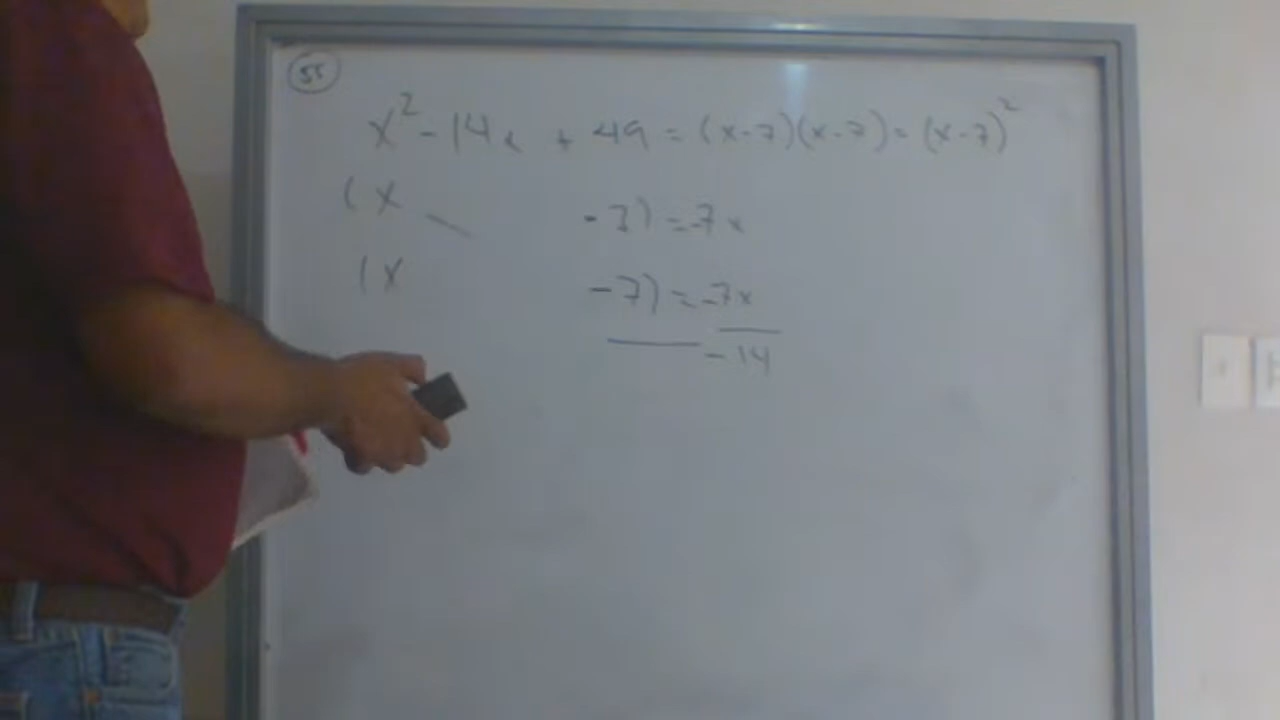 55
x² - 14x + 49 = (x-7)(x-7) = (x-7)²
(x - 7) = -7x
(x - 7) = -7x
-14